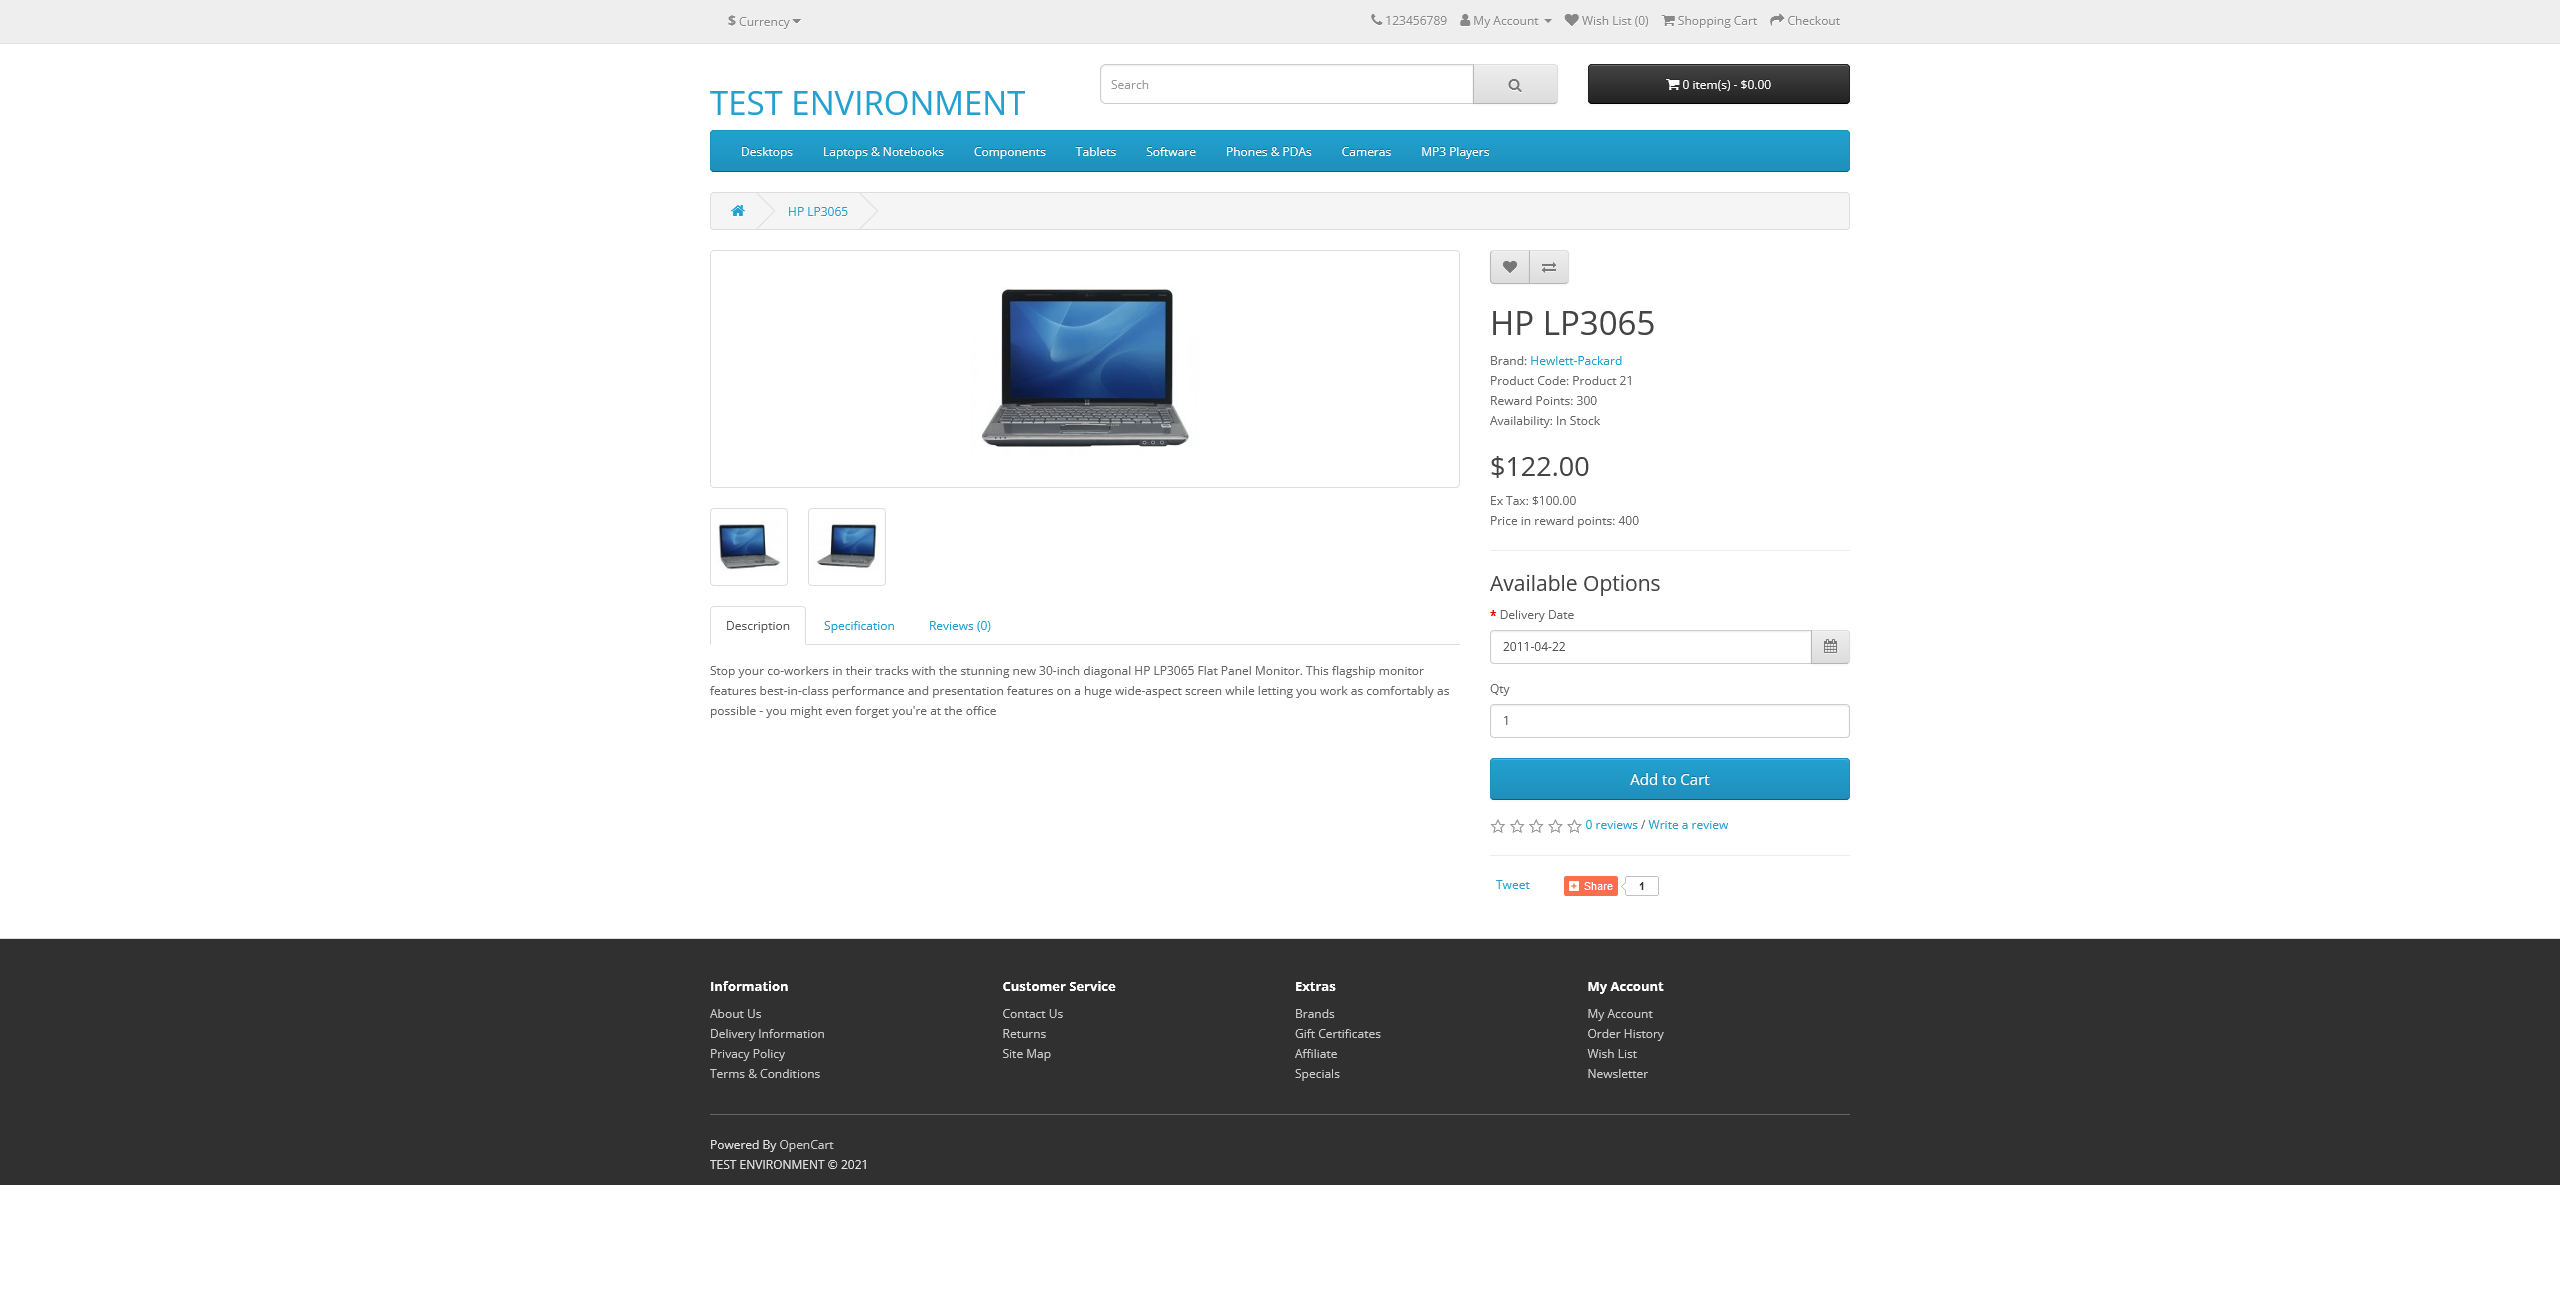 $ Currency
123456789 My Account Wish List (0) Shopping Cart Checkout
TEST ENVIRONMENT
Search
0 item(s) - $0.00
Desktops Laptops & Notebooks Components Tablets Software Phones & PDAs Cameras MP3 Players
HP LP3065
HP LP3065
Brand: Hewlett-Packard
Product Code: Product 21
Reward Points: 300
Availability: In Stock
$122.00
Ex Tax: $100.00
Price in reward points: 400
Available Options
* Delivery Date
2011-04-22
Qty
1
Add to Cart
0 reviews / Write a review
Tweet Share 1
Description Specification Reviews (0)
Stop your co-workers in their tracks with the stunning new 30-inch diagonal HP LP3065 Flat Panel Monitor. This flagship monitor
features best-in-class performance and presentation features on a huge wide-aspect screen while letting you work as comfortably as
possible - you might even forget you're at the office
Information
About Us
Delivery Information
Privacy Policy
Terms & Conditions
Customer Service
Contact Us
Returns
Site Map
Extras
Brands
Gift Certificates
Affiliate
Specials
My Account
My Account
Order History
Wish List
Newsletter
Powered By OpenCart
TEST ENVIRONMENT © 2021